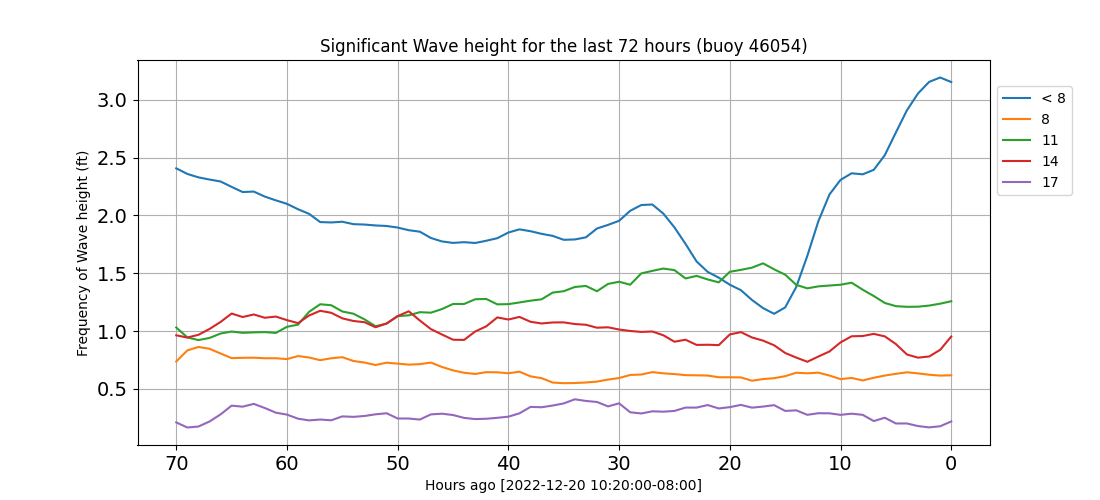 Significant Wave height for the last 72 hours (buoy 46054)
Frequency of Wave height (ft)
3.0
2.5
2.0
1.5
1.0
0.5
70 60 50 40 30 20 10 0
Hours ago [2022-12-20 10:20:00-08:00]
< 8
8
11
14
17